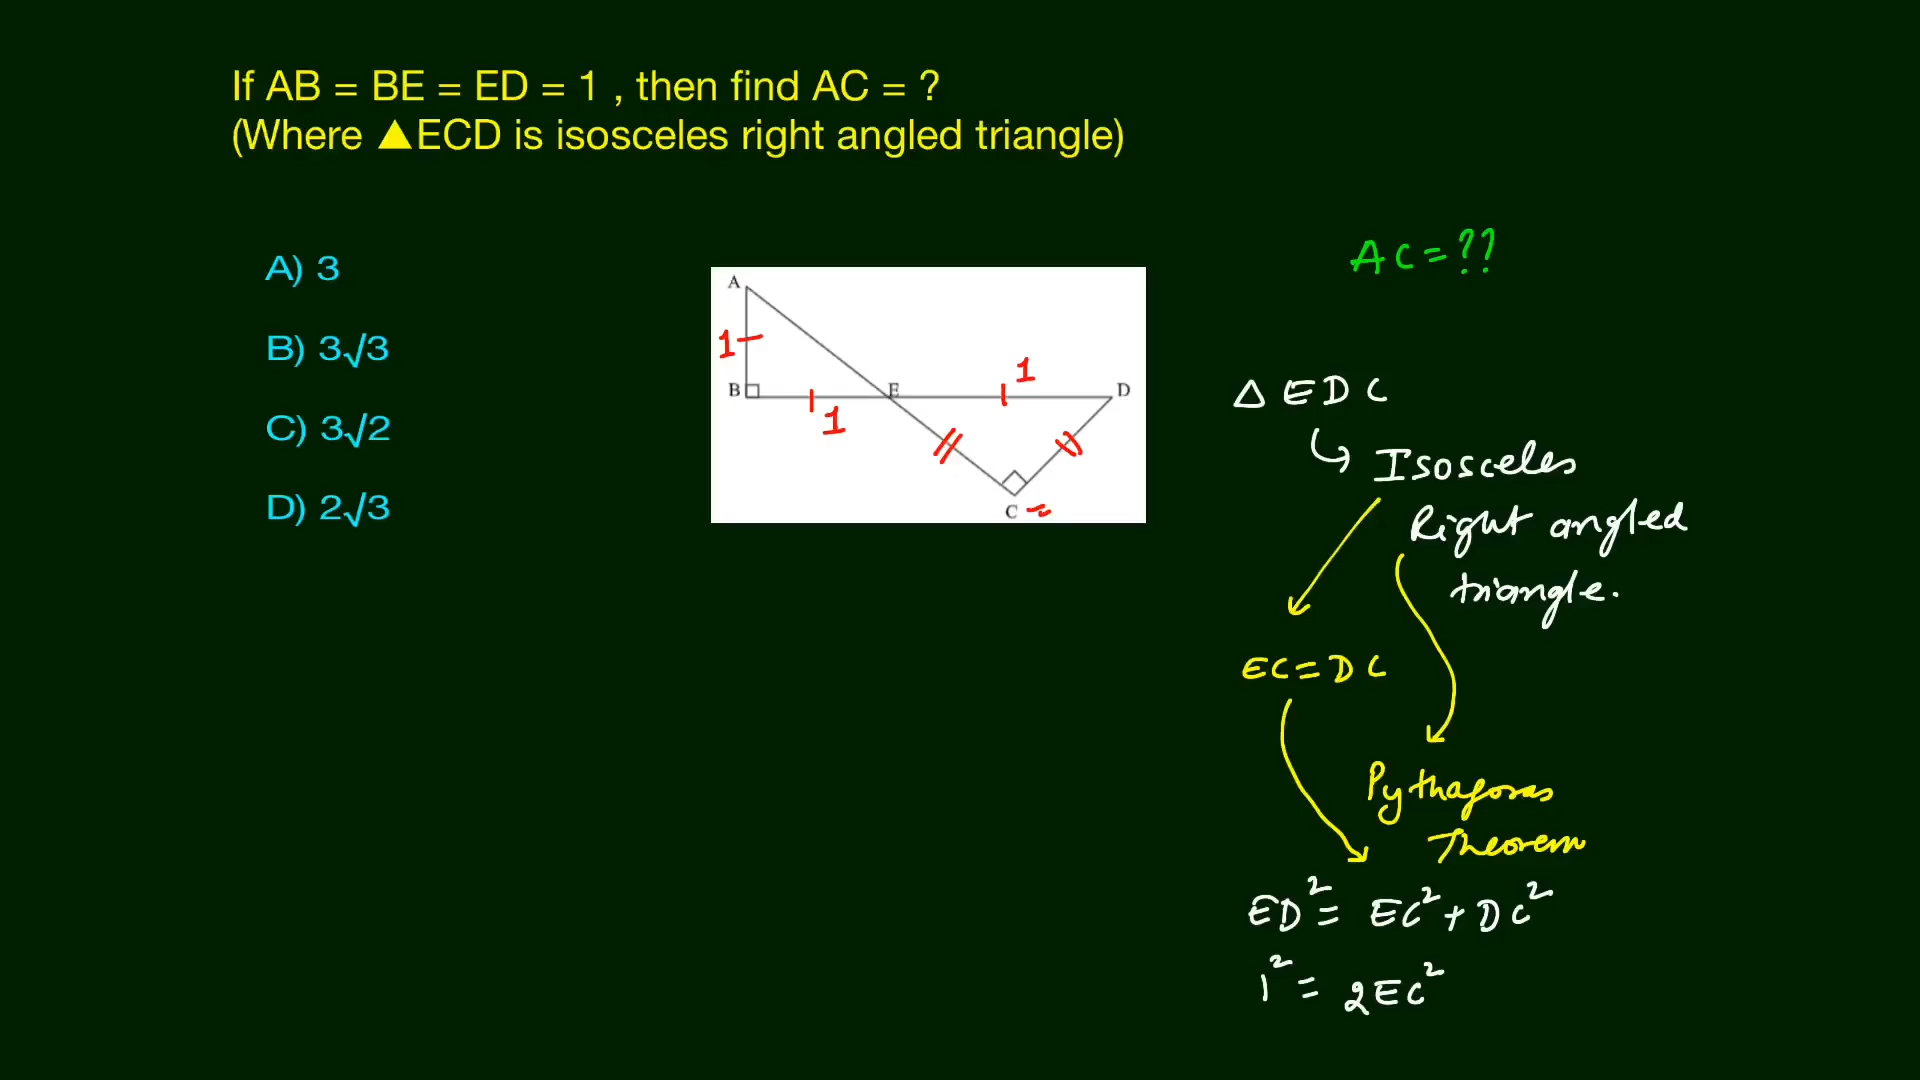 If AB = BE = ED = 1 , then find AC = ?
(Where ▲ECD is isosceles right angled triangle)
A) 3
B) 3√3
C) 3√2
D) 2√3
A
1
B
1
E
1
D
C
AC = ??
△ EDC
Isosceles
Right angled
triangle.
EC = DC
Pythagoras
Theorem
ED² = EC² + DC²
1² = 2EC²